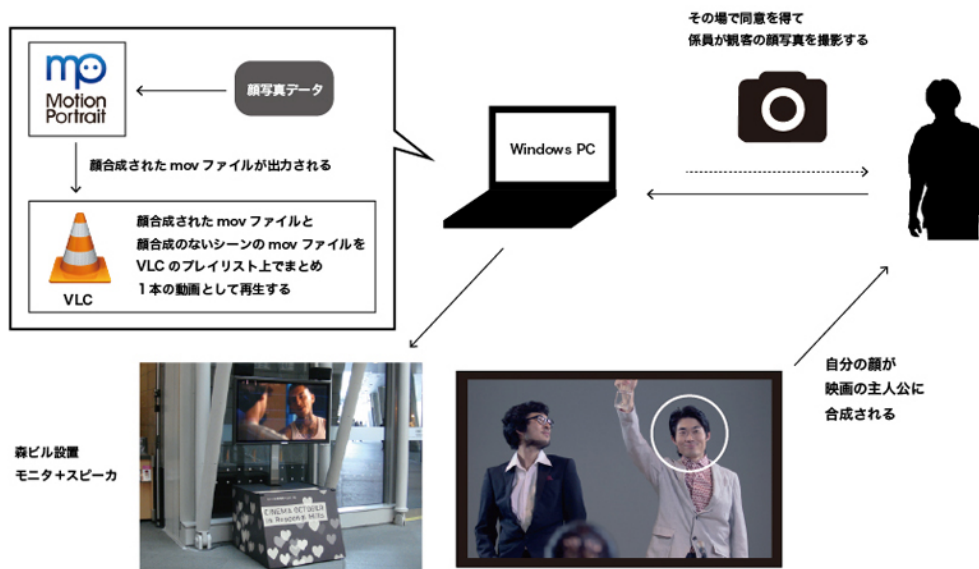 mp
Motion
Portrait
顔写真データ
顔合成された mov ファイルが出力される
VLC
顔合成された mov ファイルと
顔合成のないシーンの mov ファイルを
VLC のプレイリスト上でまとめ
1本の動画として再生する
Windows PC
その場で同意を得て
係員が観客の顔写真を撮影する
森ビル設置
モニタ＋スピーカ
CINEMA OCTOBER
自分の顔が
映画の主人公に
合成される